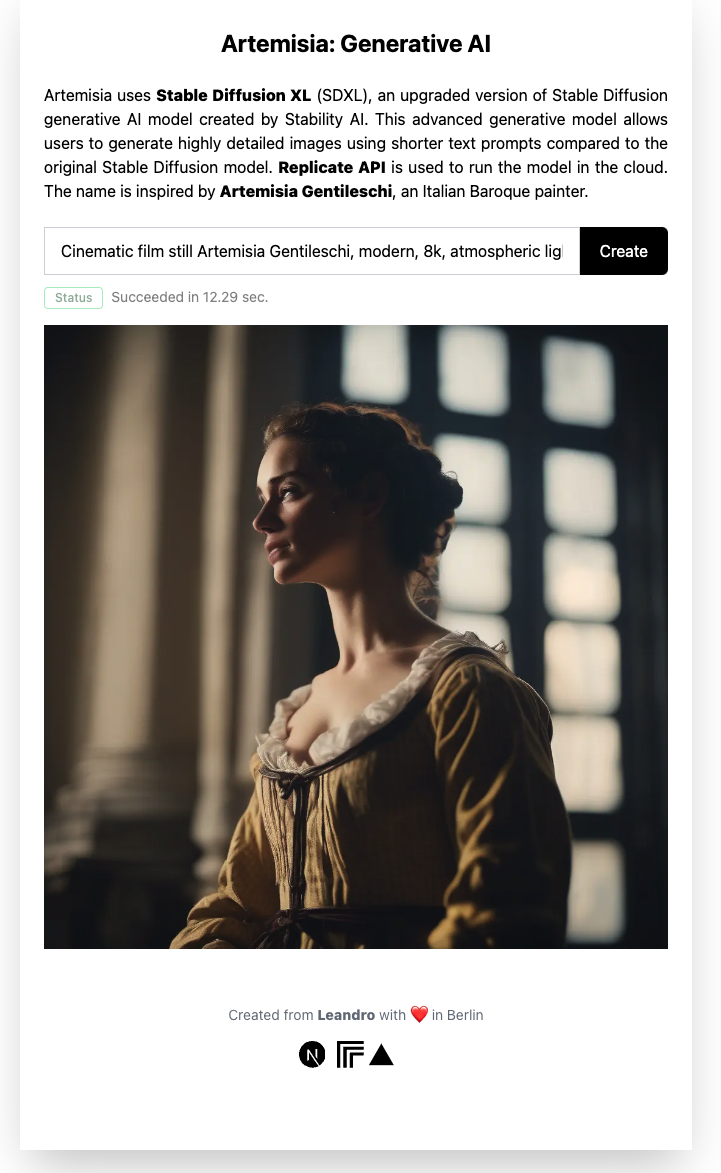 Artemisia: Generative AI
Artemisia uses Stable Diffusion XL (SDXL), an upgraded version of Stable Diffusion
generative AI model created by Stability AI. This advanced generative model allows
users to generate highly detailed images using shorter text prompts compared to the
original Stable Diffusion model. Replicate API is used to run the model in the cloud.
The name is inspired by Artemisia Gentileschi, an Italian Baroque painter.
Cinematic film still Artemisia Gentileschi, modern, 8k, atmospheric lig
Create
Status Succeeded in 12.29 sec.
Created from Leandro with ❤️ in Berlin
N